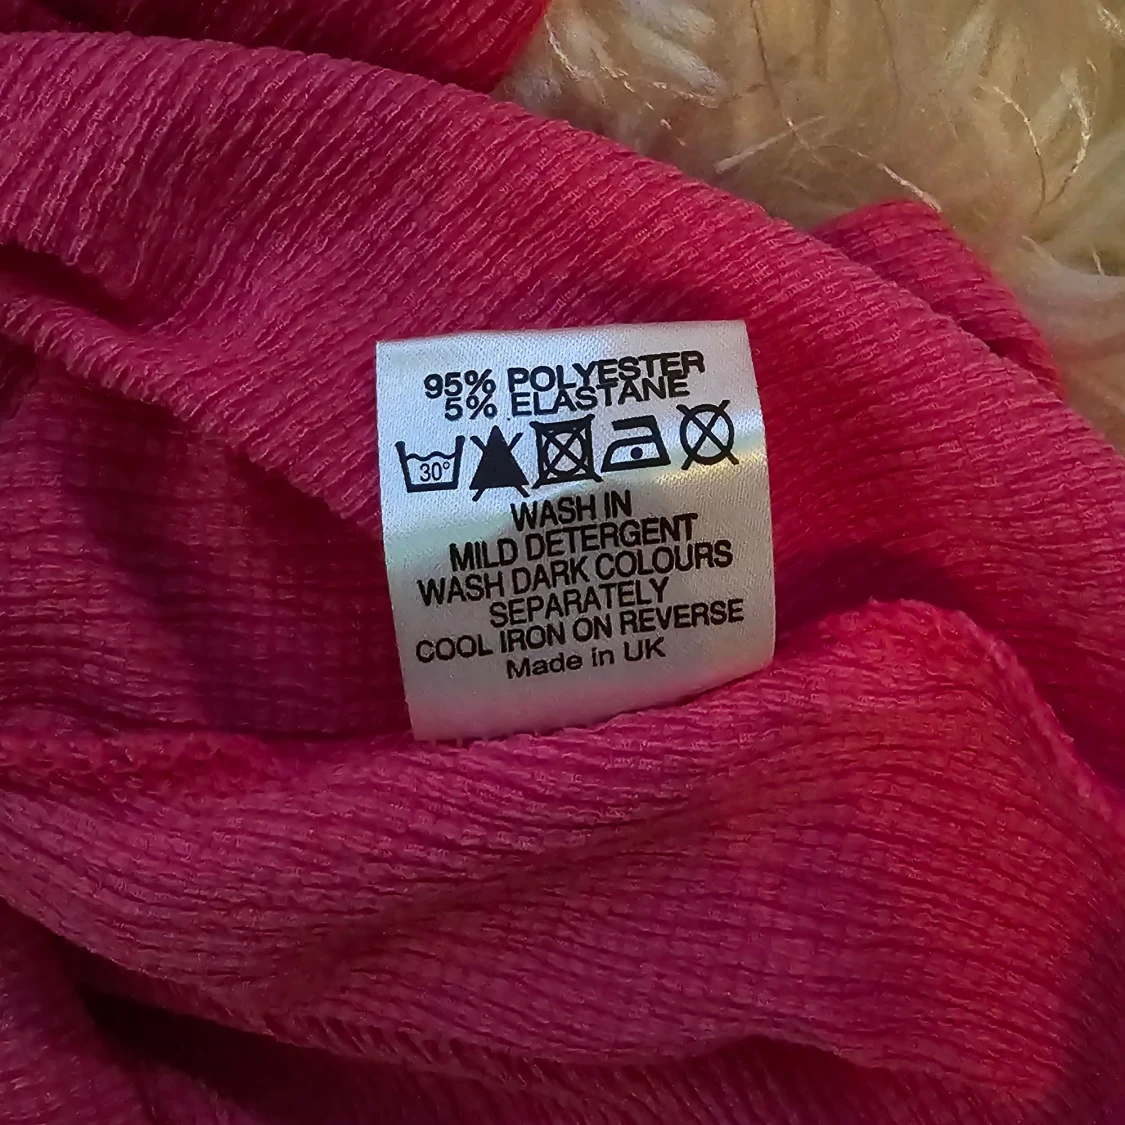 95% POLYESTER
5% ELASTANE
30°
WASH IN
MILD DETERGENT
WASH DARK COLOURS
SEPARATELY
COOL IRON ON REVERSE
Made in UK